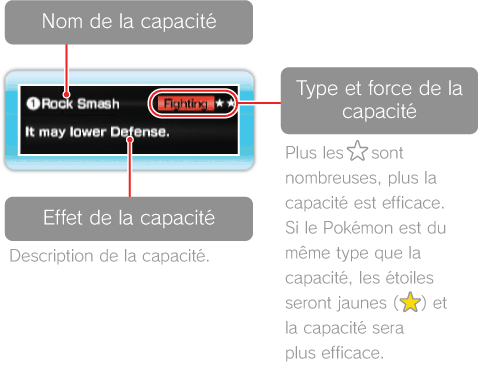 Nom de la capacité
❶Rock Smash
Fighting ★★
It may lower Defense.
Type et force de la
capacité
Plus les ☆ sont
nombreuses, plus la
capacité est efficace.
Si le Pokémon est du
même type que la
capacité, les étoiles
seront jaunes (★) et
la capacité sera
plus efficace.
Effet de la capacité
Description de la capacité.